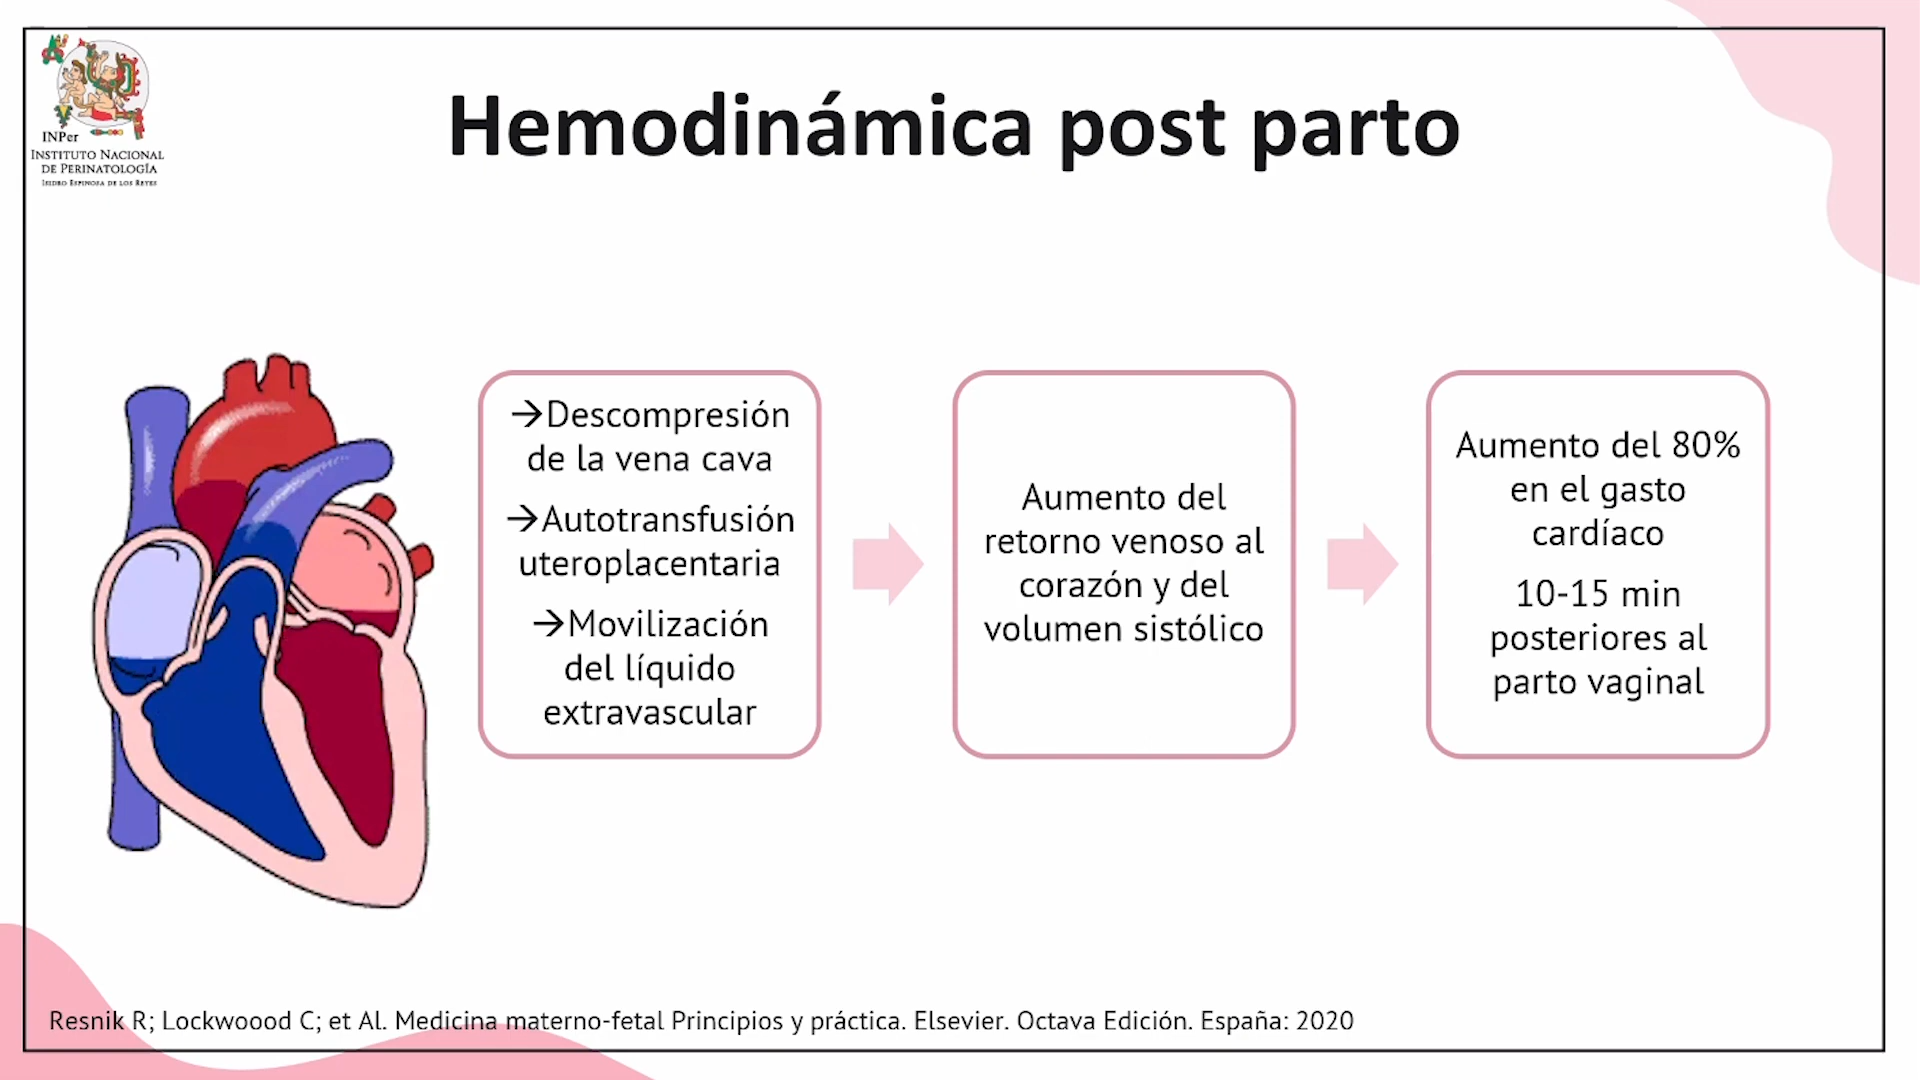 INPer
INSTITUTO NACIONAL
DE PERINATOLOGÍA
ISIDRO ESPINOSA DE LOS REYES
Hemodinámica post parto
→Descompresión
de la vena cava
→Autotransfusión
uteroplacentaria
→Movilización
del líquido
extravascular
Aumento del
retorno venoso al
corazón y del
volumen sistólico
Aumento del 80%
en el gasto
cardíaco
10-15 min
posteriores al
parto vaginal
Resnik R; Lockwoood C; et Al. Medicina materno-fetal Principios y práctica. Elsevier. Octava Edición. España: 2020